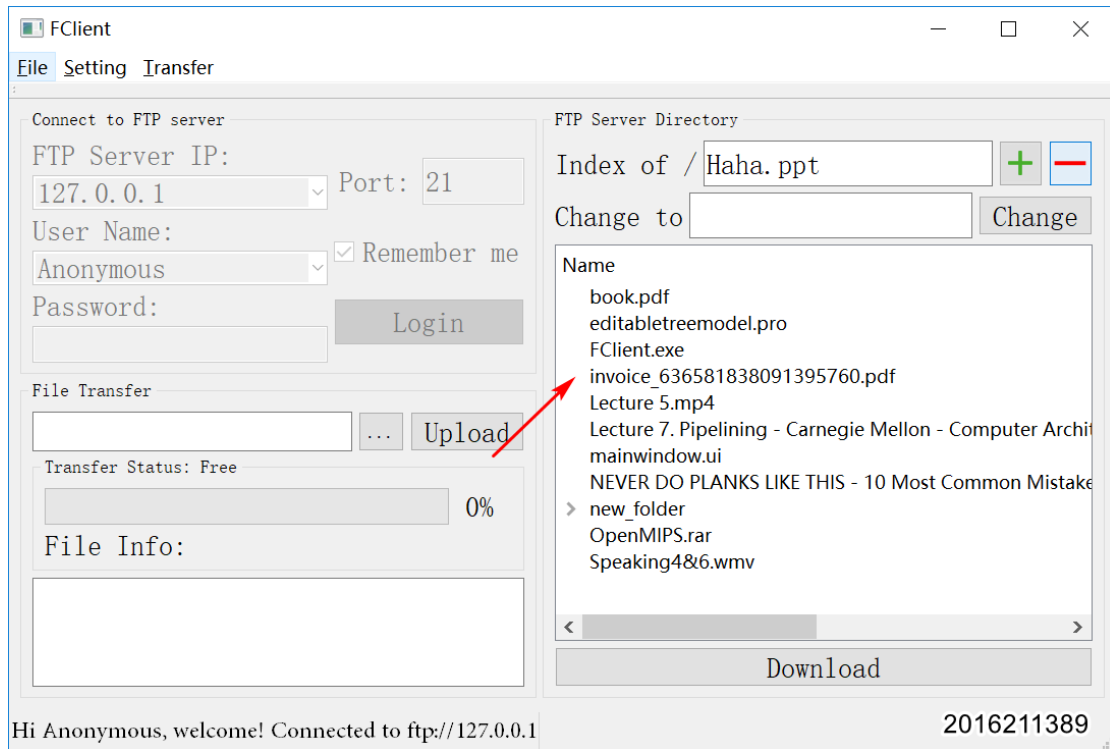 FClient
File Setting Transfer
Connect to FTP server
FTP Server IP:
127.0.0.1
Port: 21
User Name:
Anonymous
Remember me
Password:
Login
File Transfer
... Upload
Transfer Status: Free
0%
File Info:
FTP Server Directory
Index of / Haha.ppt
Change to
Change
Name
book.pdf
editabletreemodel.pro
FClient.exe
invoice_636581838091395760.pdf
Lecture 5.mp4
Lecture 7. Pipelining - Carnegie Mellon - Computer Archit
mainwindow.ui
NEVER DO PLANKS LIKE THIS - 10 Most Common Mistake
new_folder
OpenMIPS.rar
Speaking4&6.wmv
Download
Hi Anonymous, welcome! Connected to ftp://127.0.0.1
2016211389